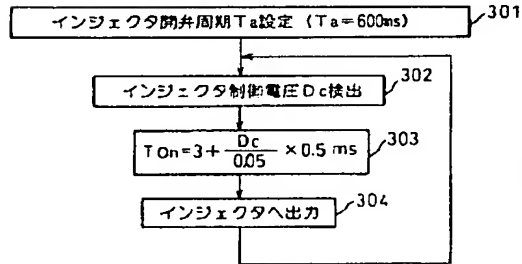 インジェクタ開弁周期Ta設定 (Ta=600ms)
301
302
インジェクタ制御電圧Dc検出
303
TOn=3+Dc/0.05×0.5 ms
304
インジェクタへ出力